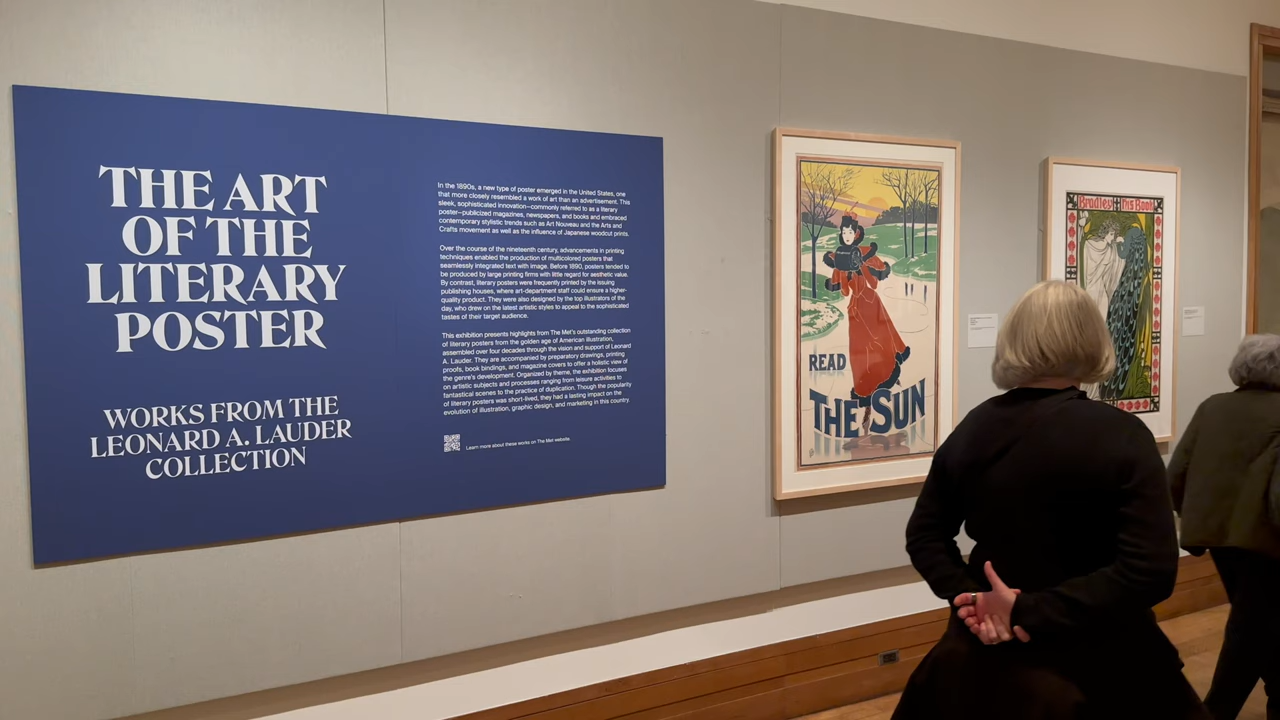 THE ART
OF THE
LITERARY
POSTER
WORKS FROM THE
LEONARD A. LAUDER
COLLECTION
In the 1890s, a new type of poster emerged in the United States, one
that more closely resembled a work of art than an advertisement. This
sleek, sophisticated innovation—commonly referred to as a literary
poster—publicized magazines, newspapers, and books and embraced
contemporary stylistic trends such as Art Nouveau and the Arts and
Crafts movement as well as the influence of Japanese woodcut prints.
Over the course of the nineteenth century, advancements in printing
techniques enabled the production of multicolored posters that
seamlessly integrated text with image. Before 1890, posters tended to
be produced by large printing firms with little regard for aesthetic value.
By contrast, literary posters were frequently printed by the issuing
publishing houses, where art-department staff could ensure a higher-
quality product. They were also designed by the top illustrators of the
day, who drew on the latest artistic styles to appeal to the sophisticated
tastes of their target audience.
This exhibition presents highlights from The Met's outstanding collection
of literary posters from the golden age of American illustration,
assembled over four decades through the vision and support of Leonard
A. Lauder. They are accompanied by preparatory drawings, printing
proofs, book bindings, and magazine covers to offer a holistic view of
the genre's development. Organized by theme, the exhibition focuses
on artistic subjects and processes ranging from leisure activities to
fantastical scenes to the practice of duplication. Though the popularity
of literary posters was short-lived, they had a lasting impact on the
evolution of illustration, graphic design, and marketing in this country.
Learn more about these works on The Met website.
READ
THE SUN
Bradley His Book